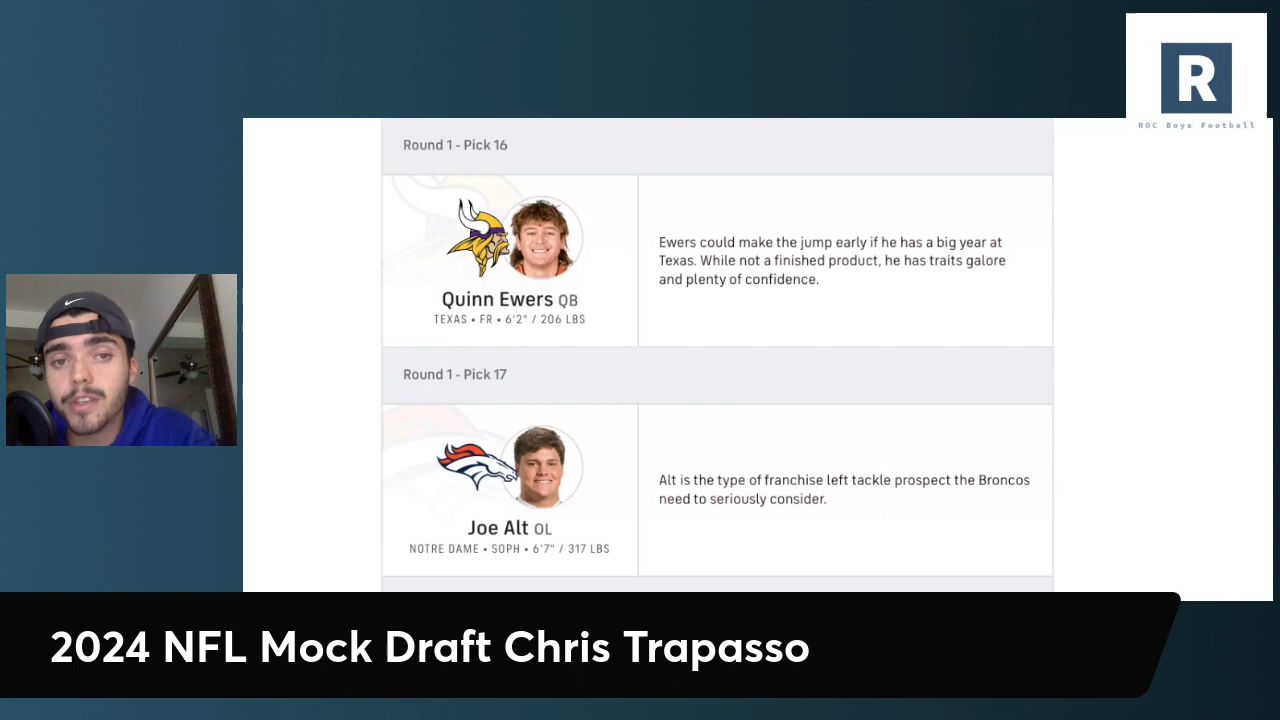 R
ROC Boys Football
Round 1 - Pick 16
Quinn Ewers QB
TEXAS • FR • 6'2" / 206 LBS
Ewers could make the jump early if he has a big year at
Texas. While not a finished product, he has traits galore
and plenty of confidence.
Round 1 - Pick 17
Joe Alt OL
NOTRE DAME • SOPH • 6'7" / 317 LBS
Alt is the type of franchise left tackle prospect the Broncos
need to seriously consider.
2024 NFL Mock Draft Chris Trapasso